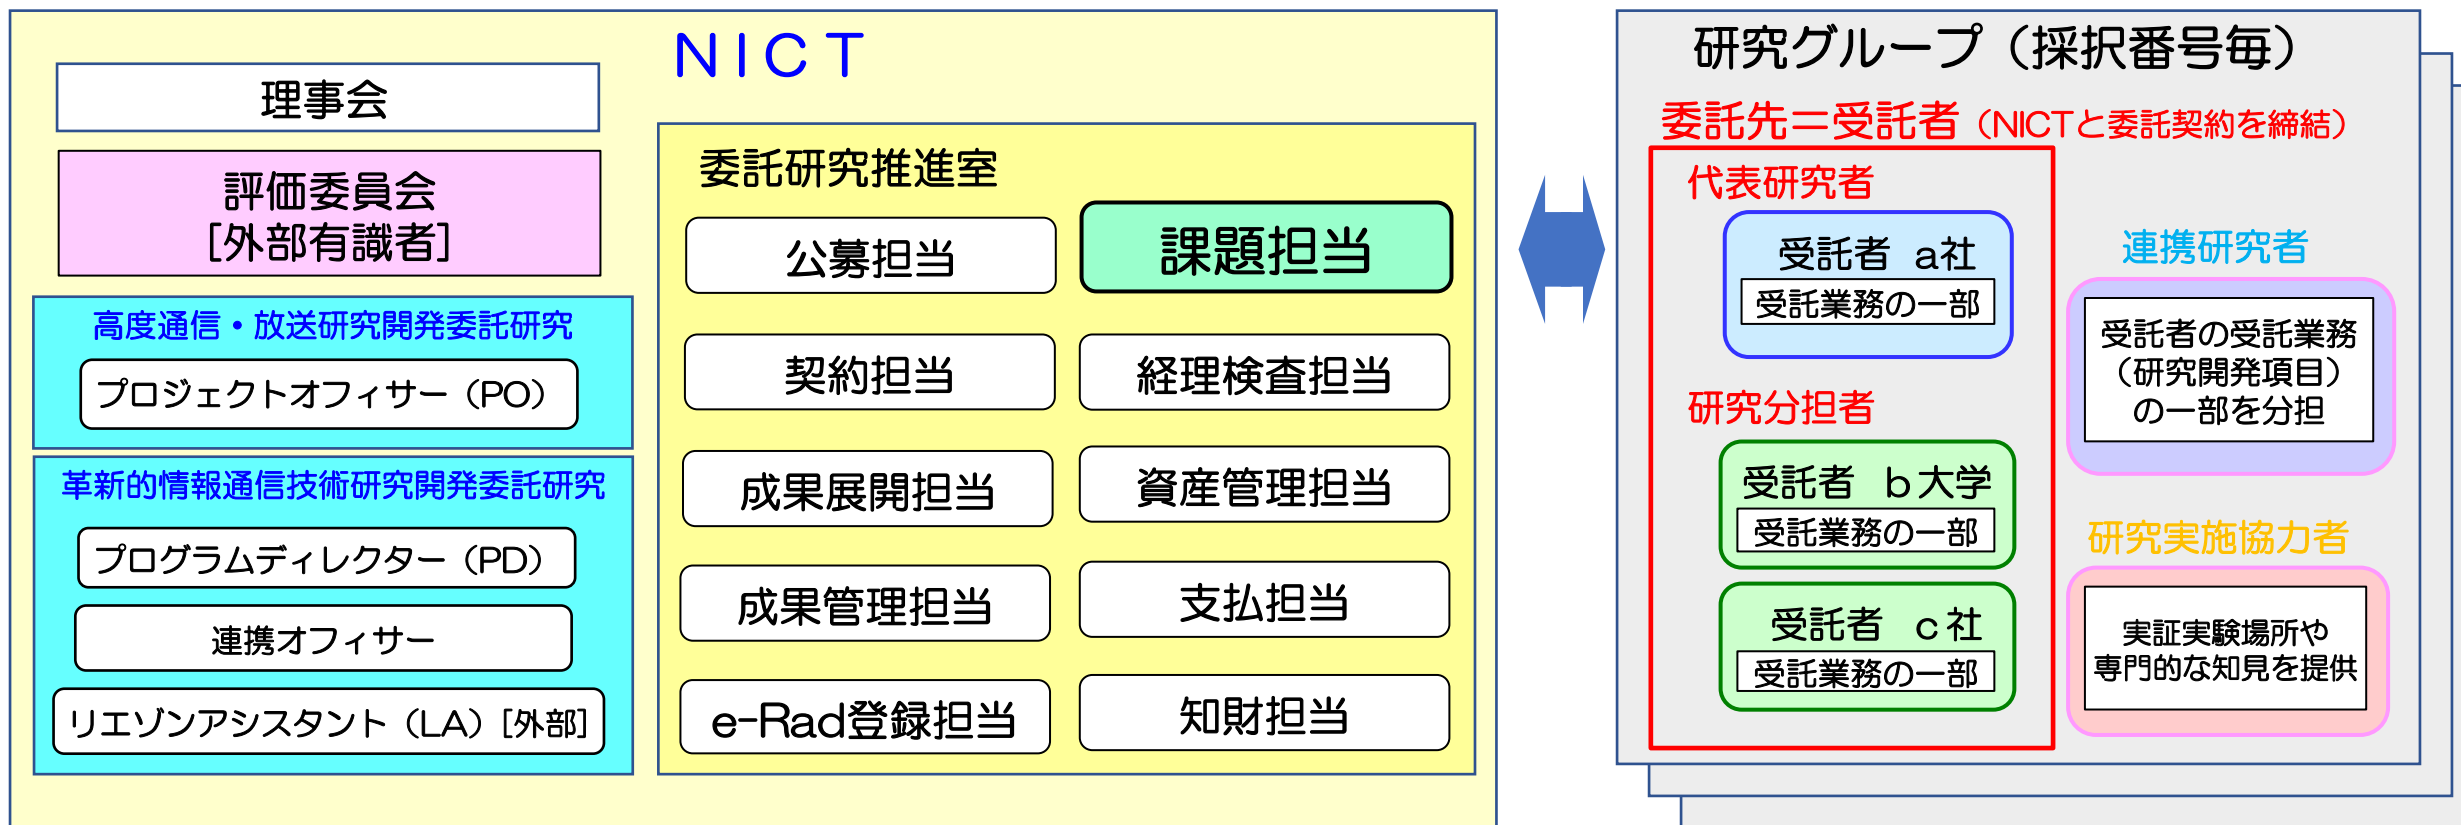 ＮＩＣＴ
理事会
評価委員会
[外部有識者]
高度通信・放送研究開発委託研究
プロジェクトオフィサー（PO）
革新的情報通信技術研究開発委託研究
プログラムディレクター（PD）
連携オフィサー
リエゾンアシスタント（LA）[外部]
委託研究推進室
公募担当
課題担当
契約担当
経理検査担当
成果展開担当
資産管理担当
成果管理担当
支払担当
e-Rad登録担当
知財担当
研究グループ（採択番号毎）
委託先＝受託者（NICTと委託契約を締結）
代表研究者
受託者 a社
受託業務の一部
研究分担者
受託者 ｂ大学
受託業務の一部
受託者 ｃ社
受託業務の一部
連携研究者
受託者の受託業務
（研究開発項目）
の一部を分担
研究実施協力者
実証実験場所や
専門的な知見を提供